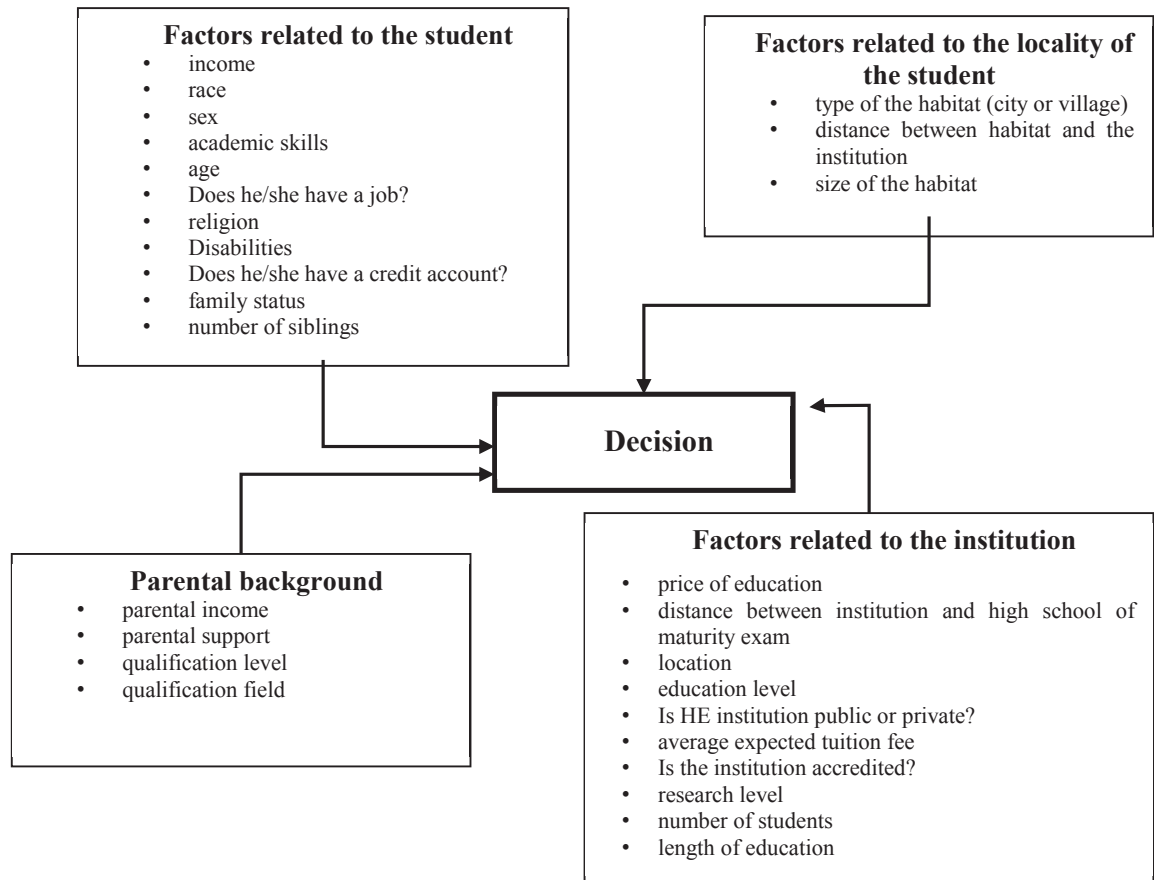 Factors related to the student
• income
• race
• sex
• academic skills
• age
• Does he/she have a job?
• religion
• Disabilities
• Does he/she have a credit account?
• family status
• number of siblings
Factors related to the locality of
the student
• type of the habitat (city or village)
• distance between habitat and the
institution
• size of the habitat
Decision
Parental background
• parental income
• parental support
• qualification level
• qualification field
Factors related to the institution
• price of education
• distance between institution and high school of
maturity exam
• location
• education level
• Is HE institution public or private?
• average expected tuition fee
• Is the institution accredited?
• research level
• number of students
• length of education